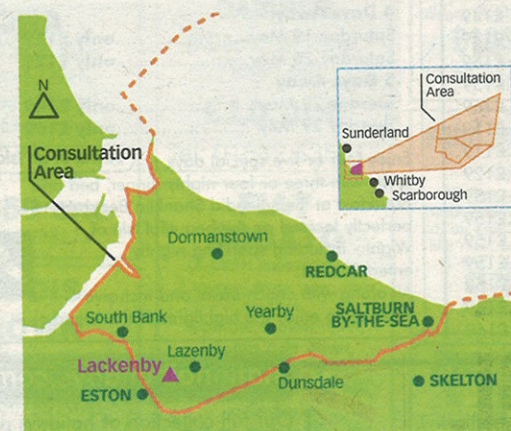 N
Consultation
Area
Consultation
Area
Sunderland
Whitby
Scarborough
Dormanstown
REDCAR
SALTBURN
BY-THE-SEA
South Bank
Yearby
Lackenby
Lazenby
ESTON
Dunsdale
SKELTON